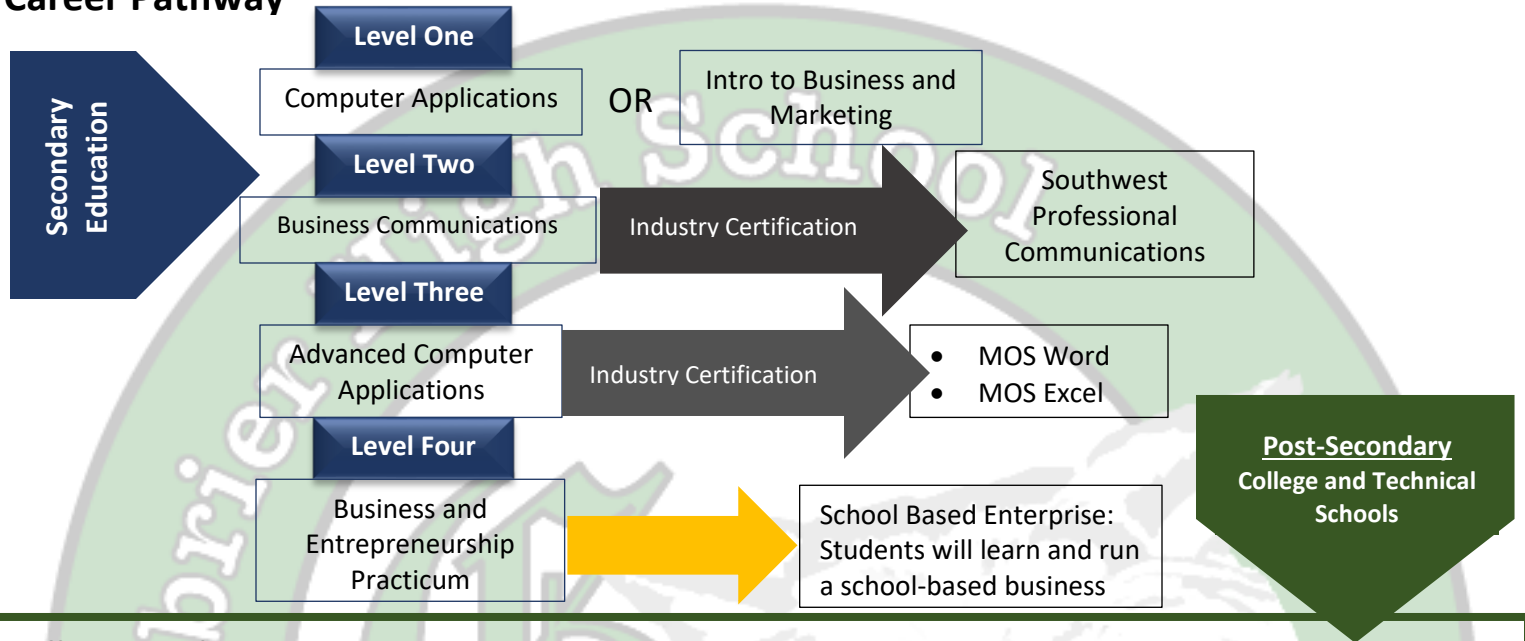 Career Pathway
Level One
Computer Applications
OR
Intro to Business and
Marketing
Secondary
Education
Level Two
Business Communications
Industry Certification
Southwest
Professional
Communications
Level Three
Advanced Computer
Applications
Industry Certification
• MOS Word
• MOS Excel
Level Four
Business and
Entrepreneurship
Practicum
School Based Enterprise:
Students will learn and run
a school-based business
Post-Secondary
College and Technical
Schools
brier High School